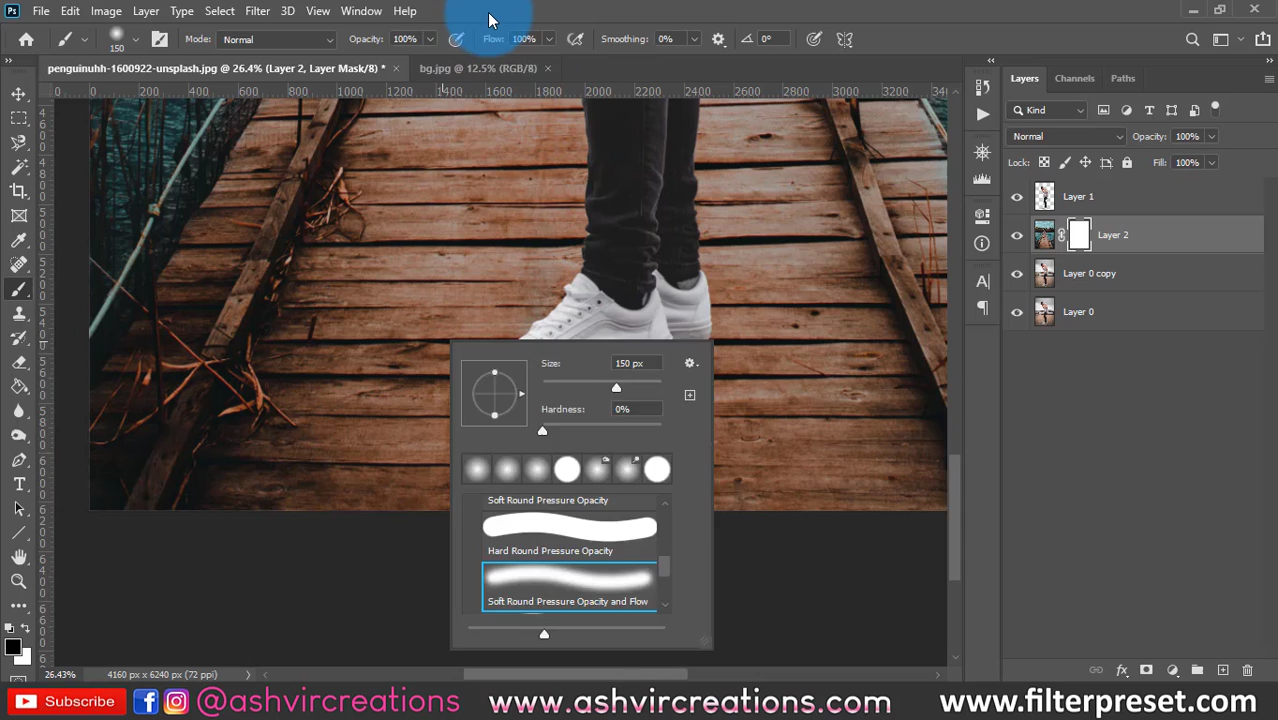 Ps File Edit Image Layer Type Select Filter 3D View Window Help
150 Mode: Normal Opacity: 100% Flow: 100% Smoothing: 0% 0°
penguinuhh-1600922-unsplash.jpg @ 26.4% (Layer 2, Layer Mask/8) * × bg.jpg @ 12.5% (RGB/8) ×
0 0 200 400 600 800 1000 1200 1400 1600 1800 2000 2200 2400 2600 2800 3000 3200
Layers Channels Paths
Kind
Normal Opacity: 100%
Lock: Fill: 100%
Layer 1
Layer 2
Layer 0 copy
Layer 0
Size: 150 px
Hardness: 0%
Soft Round Pressure Opacity
Hard Round Pressure Opacity
Soft Round Pressure Opacity and Flow
26.43% 4160 px x 6240 px (72 ppi)
Subscribe @ashvircreations www.ashvircreations.com www.filterpreset.com